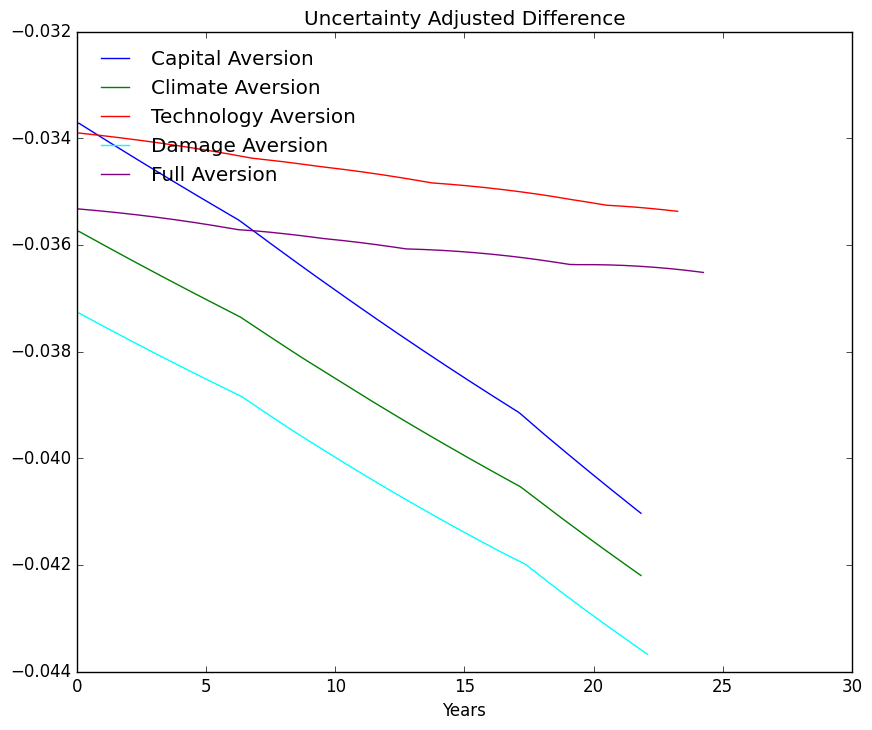 Uncertainty Adjusted Difference
−0.032
−0.034
−0.036
−0.038
−0.040
−0.042
−0.044
Capital Aversion
Climate Aversion
Technology Aversion
Damage Aversion
Full Aversion
0 5 10 15 20 25 30
Years